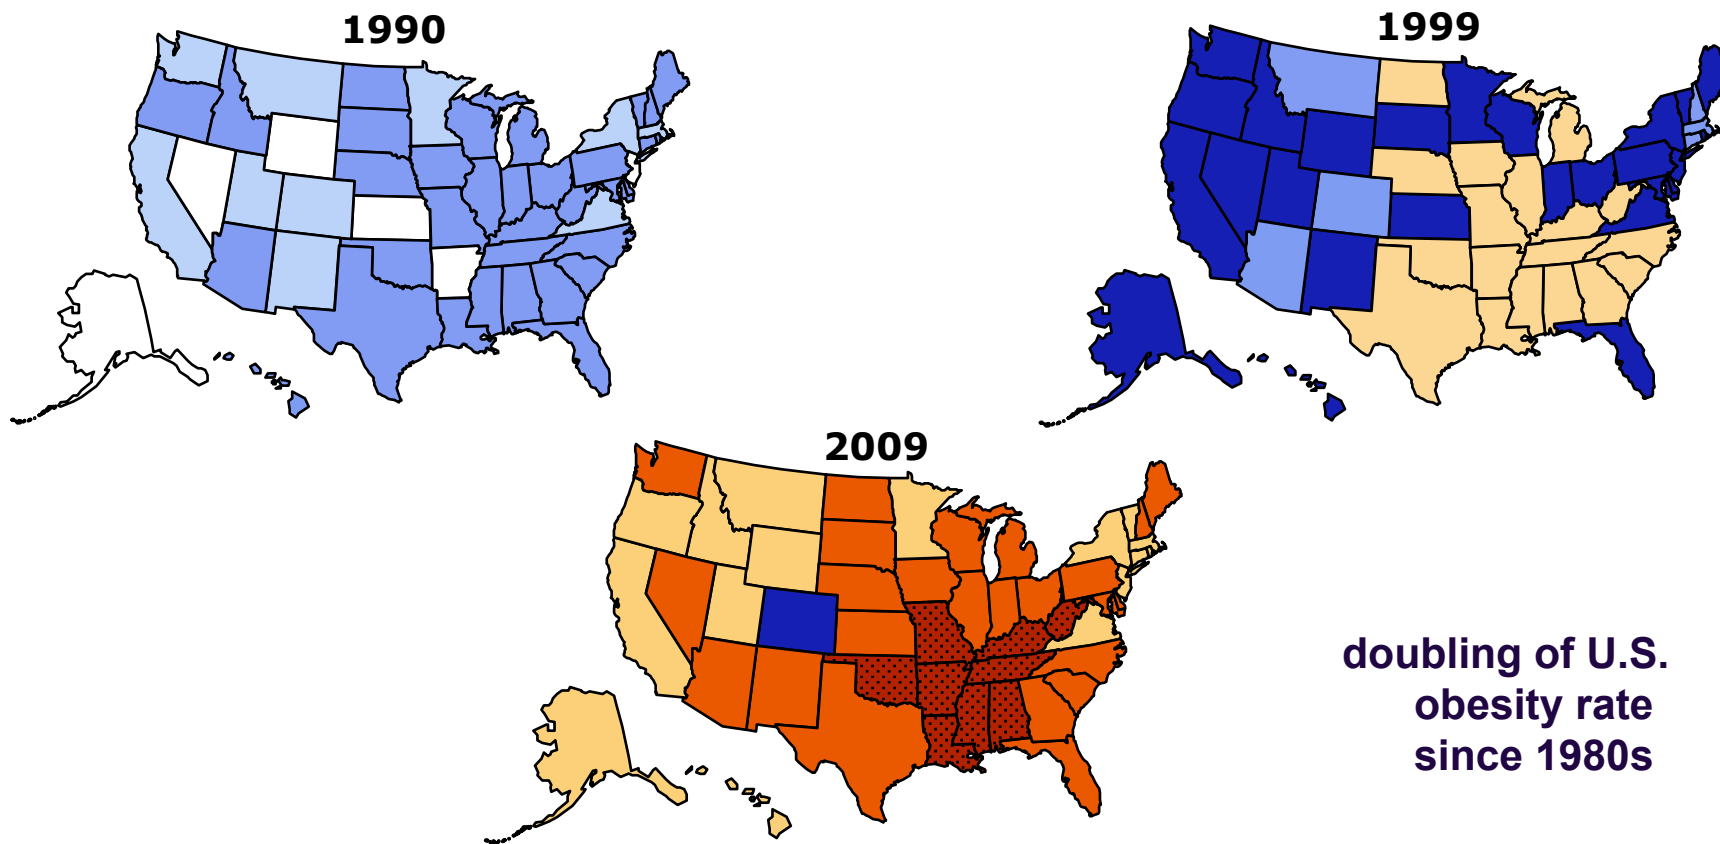 1990
1999
2009
doubling of U.S.
obesity rate
since 1980s